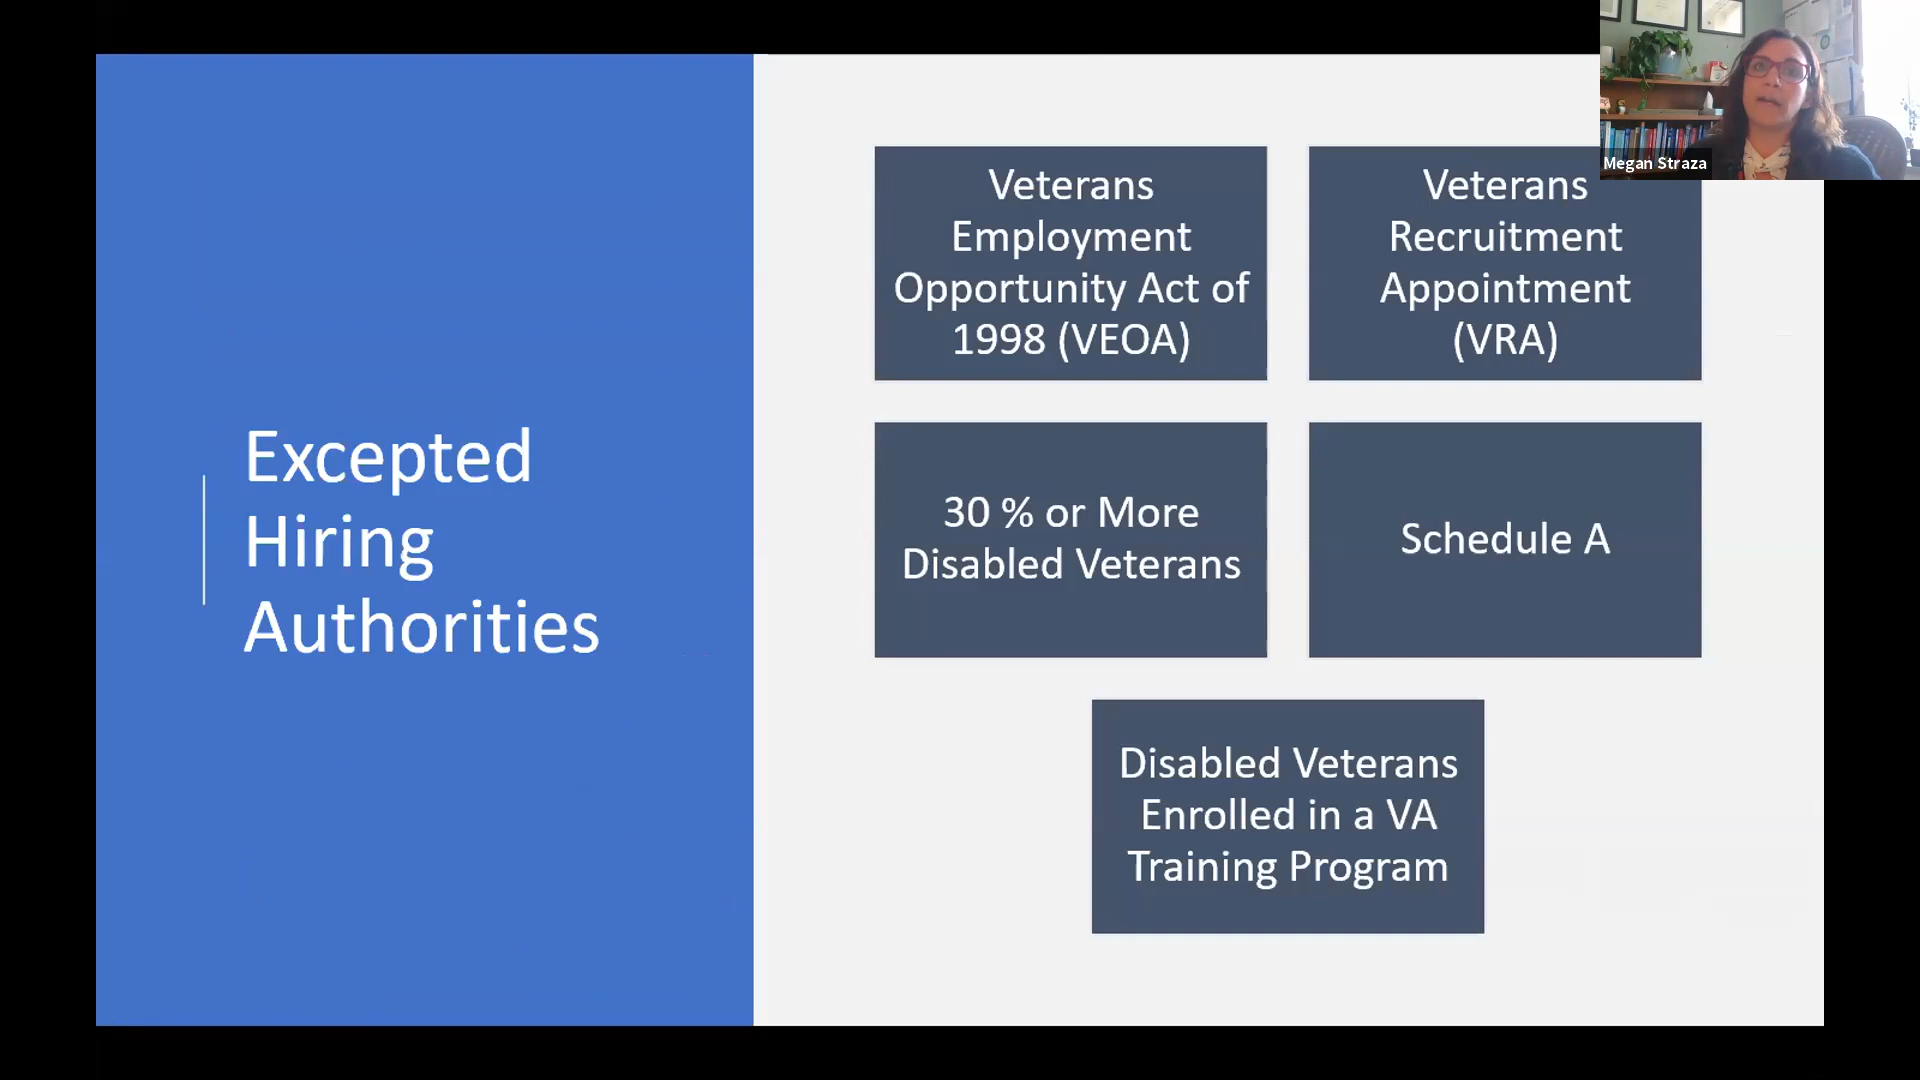 Megan Straza
Excepted
Hiring
Authorities
Veterans
Employment
Opportunity Act of
1998 (VEOA)
Veterans
Recruitment
Appointment
(VRA)
30 % or More
Disabled Veterans
Schedule A
Disabled Veterans
Enrolled in a VA
Training Program